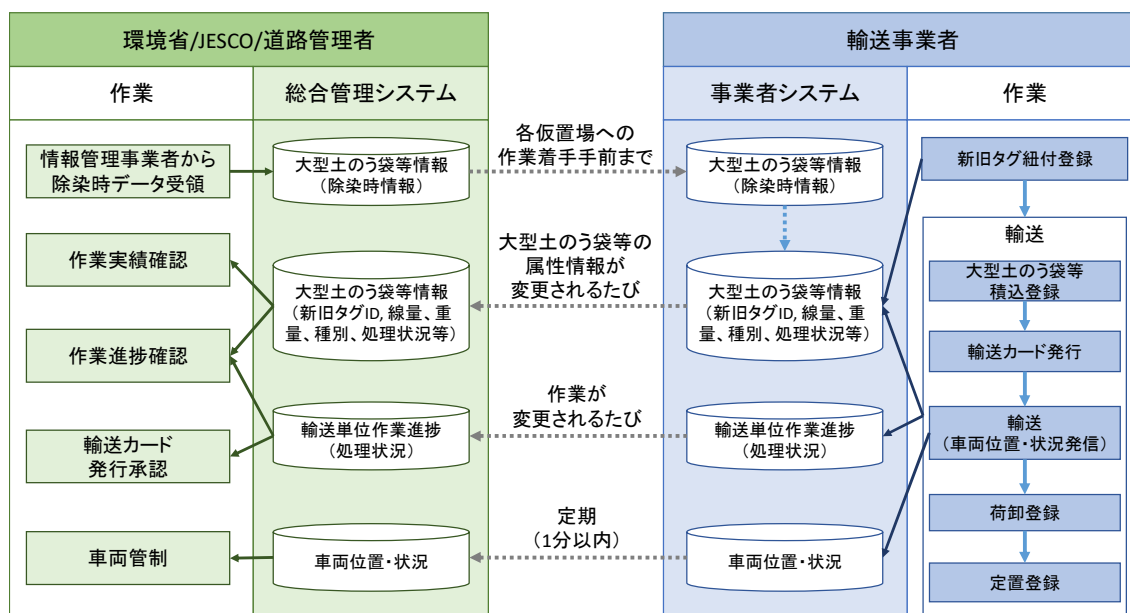 環境省/JESCO/道路管理者
作業
総合管理システム
情報管理事業者から
除染時データ受領
大型土のう袋等情報
(除染時情報)
作業実績確認
大型土のう袋等情報
(新旧タグID, 線量、重
量、種別、処理状況等)
作業進捗確認
輸送単位作業進捗
(処理状況)
輸送カード
発行承認
車両管制
車両位置・状況
各仮置場への
作業着手手前まで
大型土のう袋等の
属性情報が
変更されるたび
作業が
変更されるたび
定期
(1分以内)
輸送事業者
事業者システム
作業
大型土のう袋等情報
(除染時情報)
大型土のう袋等情報
(新旧タグID, 線量、重
量、種別、処理状況等)
輸送単位作業進捗
(処理状況)
車両位置・状況
新旧タグ紐付登録
輸送
大型土のう袋等
積込登録
輸送カード発行
輸送
(車両位置・状況発信)
荷卸登録
定置登録